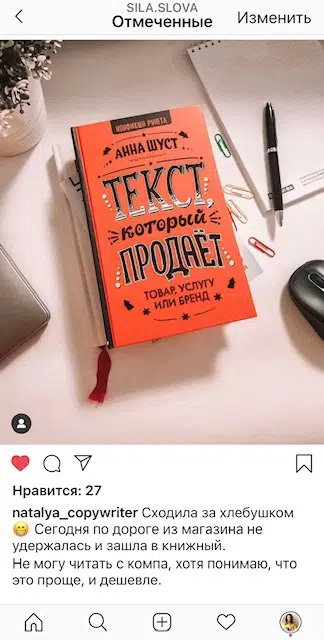 SILA.SLOVA
Отмеченные
Изменить
НОНФИКШН РУНЕТА
АННА ШУСТ
ТЕКСТ,
который
ПРОДАЁТ
ТОВАР, УСЛУГУ
ИЛИ БРЕНД
Нравится: 27
natalya_copywriter Сходила за хлебушком
😁 Сегодня по дороге из магазина не
удержалась и зашла в книжный.
Не могу читать с компа, хотя понимаю, что
это проще, и дешевле.